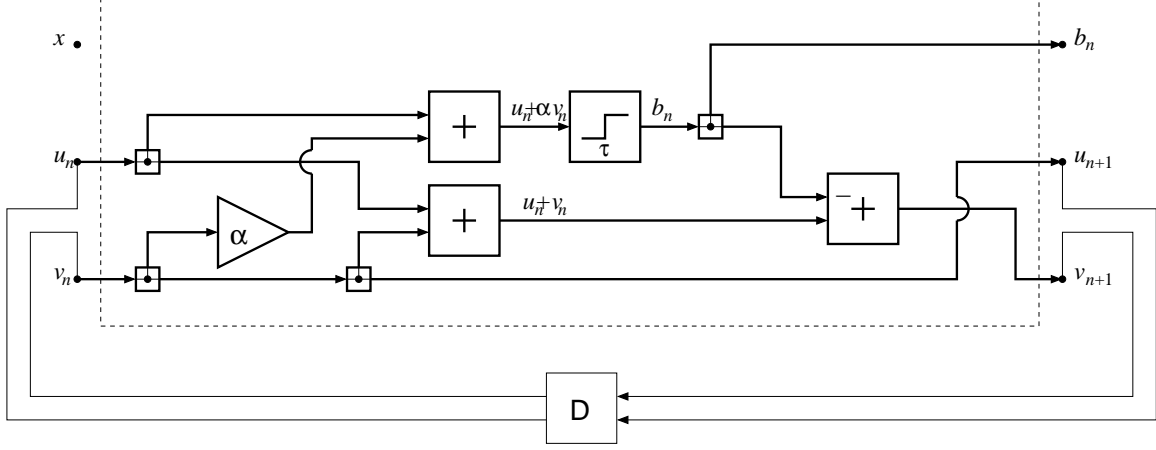 x b_n
+ u_n+αv_n τ b_n
u_n u_{n+1}
α + u_n+v_n − +
v_n v_{n+1}
D